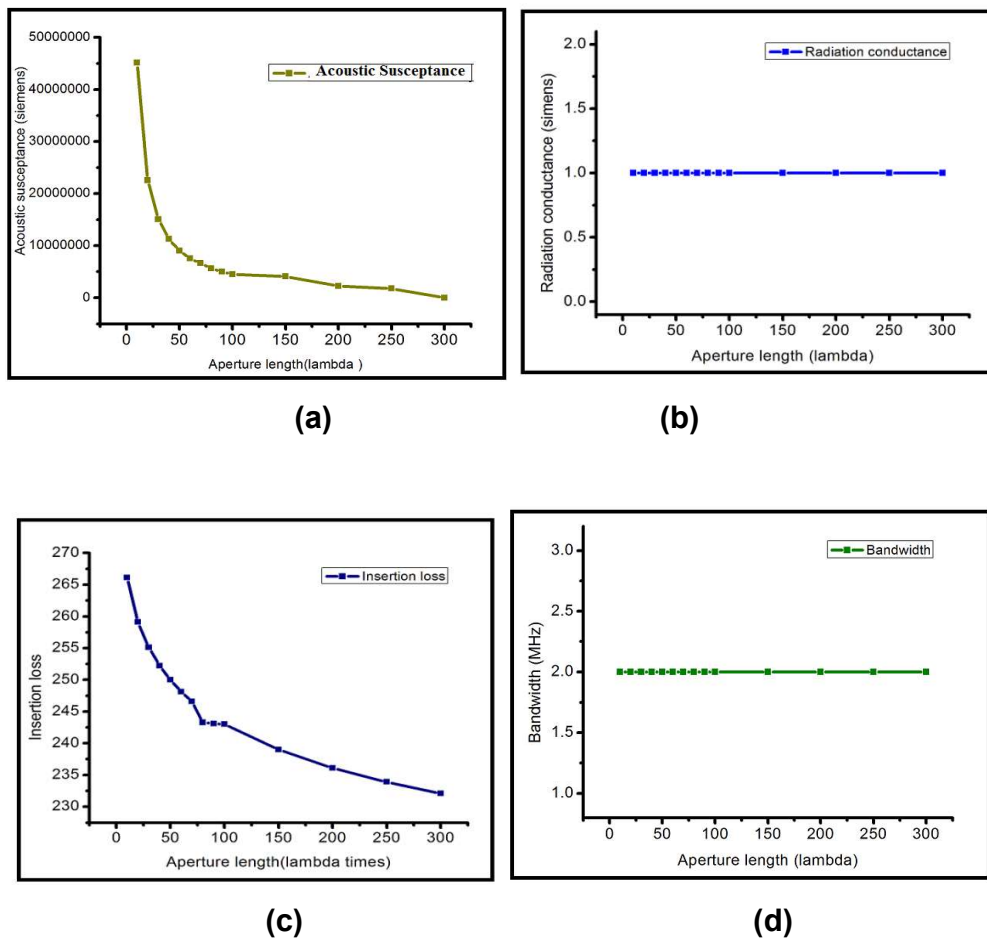 50000000
40000000
30000000
20000000
10000000
0
Acoustic susceptance (siemens)
Acoustic Susceptance
0 50 100 150 200 250 300
Aperture length(lambda )
(a)
2.0
1.5
1.0
0.5
0.0
Radiation conductance (simens)
Radiation conductance
0 50 100 150 200 250 300
Aperture length (lambda)
(b)
270
265
260
255
250
245
240
235
230
Insertion loss
Insertion loss
0 50 100 150 200 250 300
Aperture length(lambda times)
(c)
3.0
2.5
2.0
1.5
1.0
Bandwidth (MHz)
Bandwidth
0 50 100 150 200 250 300
Aperture length (lambda)
(d)